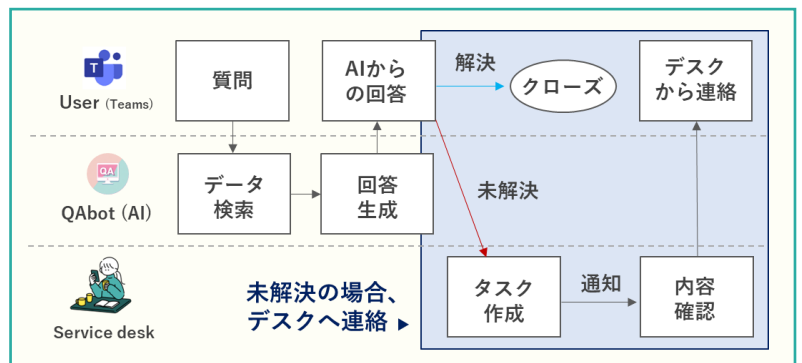 T
User (Teams)
質問
AIから
の回答
解決
クローズ
デスク
から連絡
QA
QAbot (AI)
データ
検索
回答
生成
未解決
Service desk
未解決の場合、
デスクへ連絡 ▶
タスク
作成
通知
内容
確認